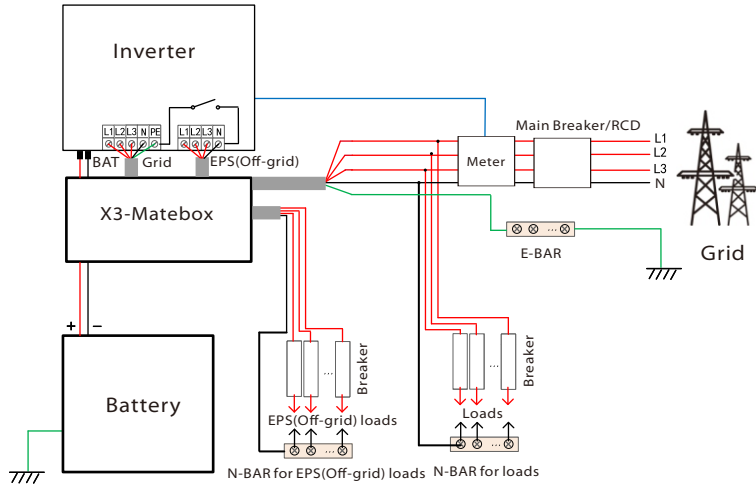 Inverter
L1 L2 L3 N PE
L1 L2 L3 N
BAT Grid EPS(Off-grid)
Main Breaker/RCD
L1
L2
L3
N
Meter
X3-Matebox
E-BAR
Grid
+ −
Battery
...
Breaker
...
Breaker
EPS(Off-grid) loads
Loads
...
...
...
N-BAR for EPS(Off-grid) loads
N-BAR for loads